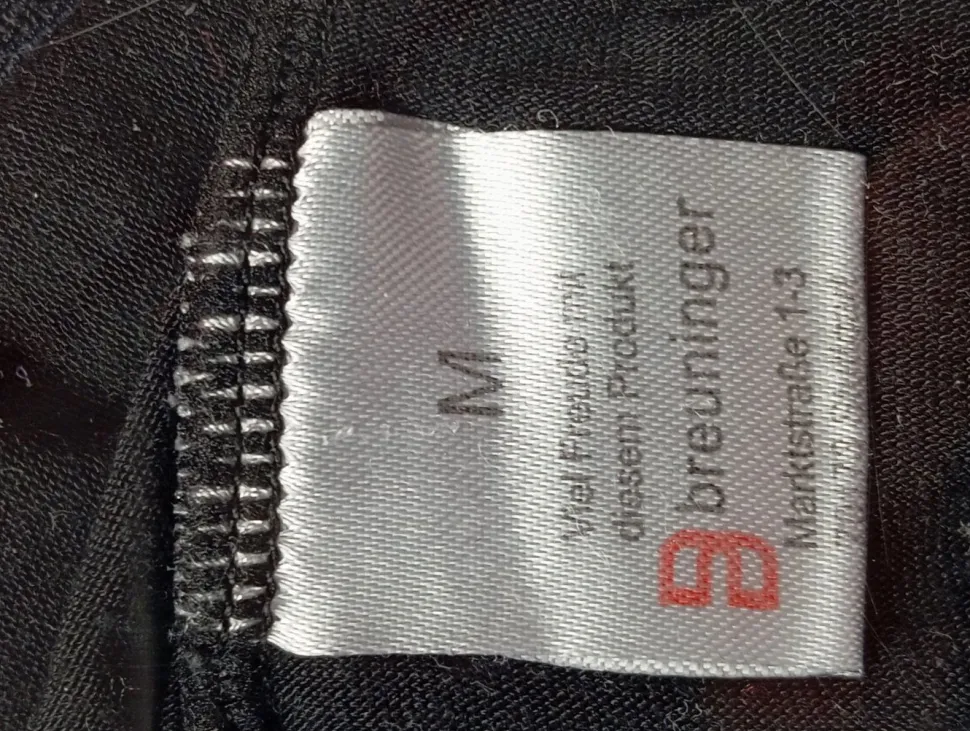 M
Viel Freude mit
diesem Produkt
breuninger
Marktstraße 1-3